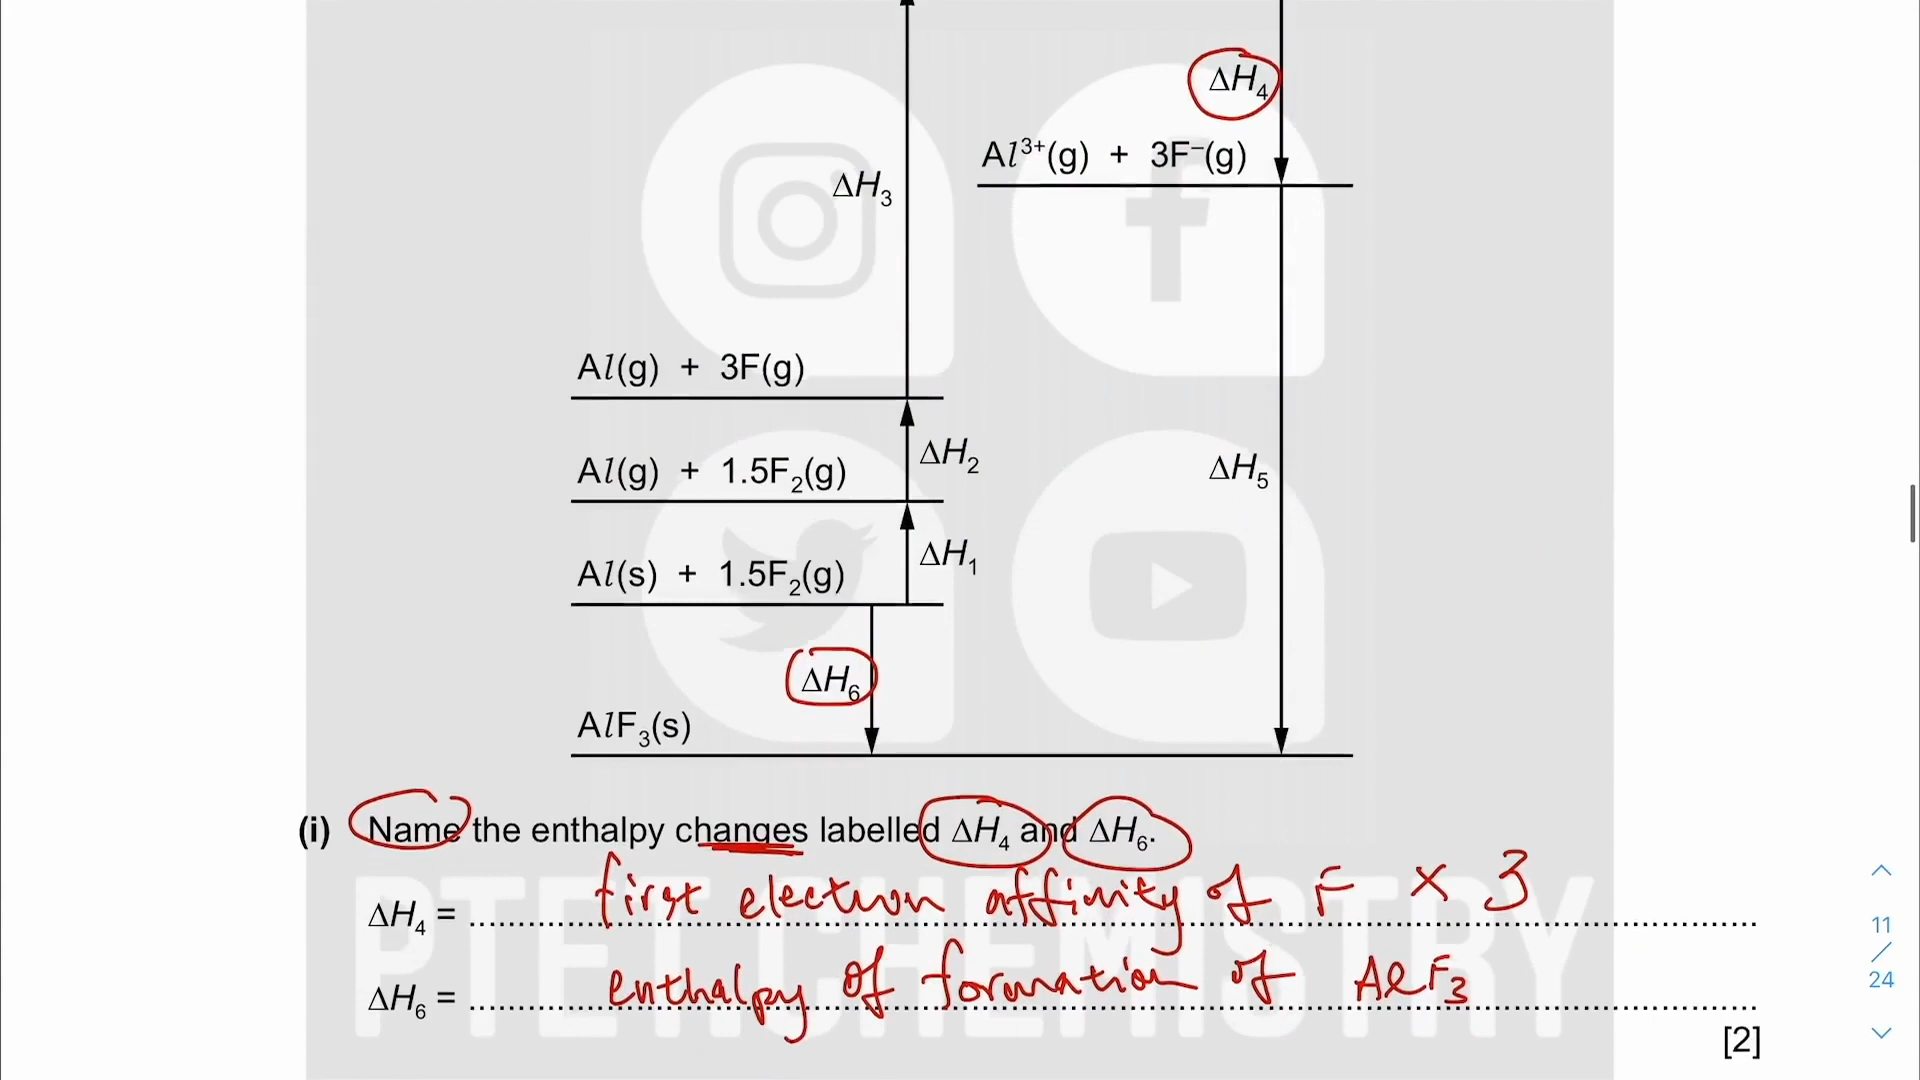 ΔH₄
Al³⁺(g) + 3F⁻(g)
ΔH₃
Al(g) + 3F(g)
ΔH₂
Al(g) + 1.5F₂(g)
ΔH₅
ΔH₁
Al(s) + 1.5F₂(g)
ΔH₆
AlF₃(s)
(i) Name the enthalpy changes labelled ΔH₄ and ΔH₆.
ΔH₄ = first electron affinity of F × 3
ΔH₆ = enthalpy of formation of AlF₃
PTET CHEMISTRY
[2]
11
/
24